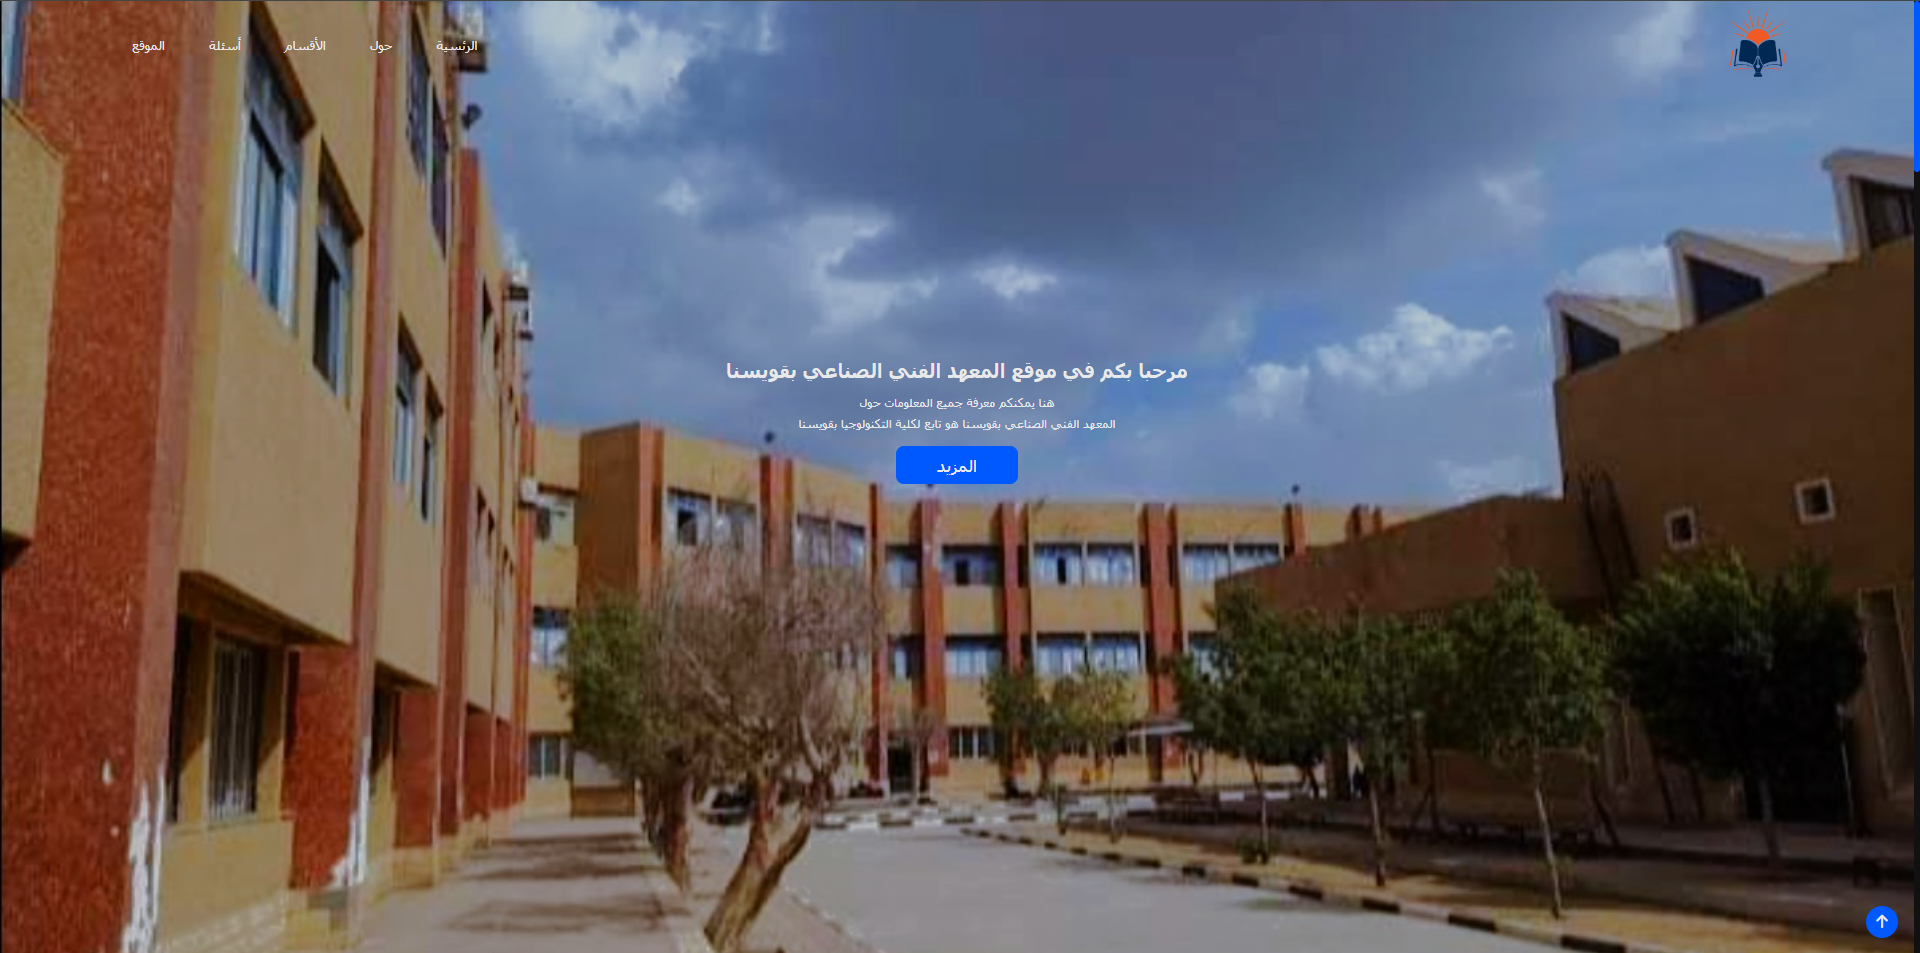 الرئسية حول الأقسام أسئلة الموقع
مرحبا بكم في موقع المعهد الفني الصناعي بقويسنا
هنا يمكنكم معرفة جميع المعلومات حول
المعهد الفني الصناعي بقويسنا هو تابع لكلية التكنولوجيا بقويسنا
المزيد